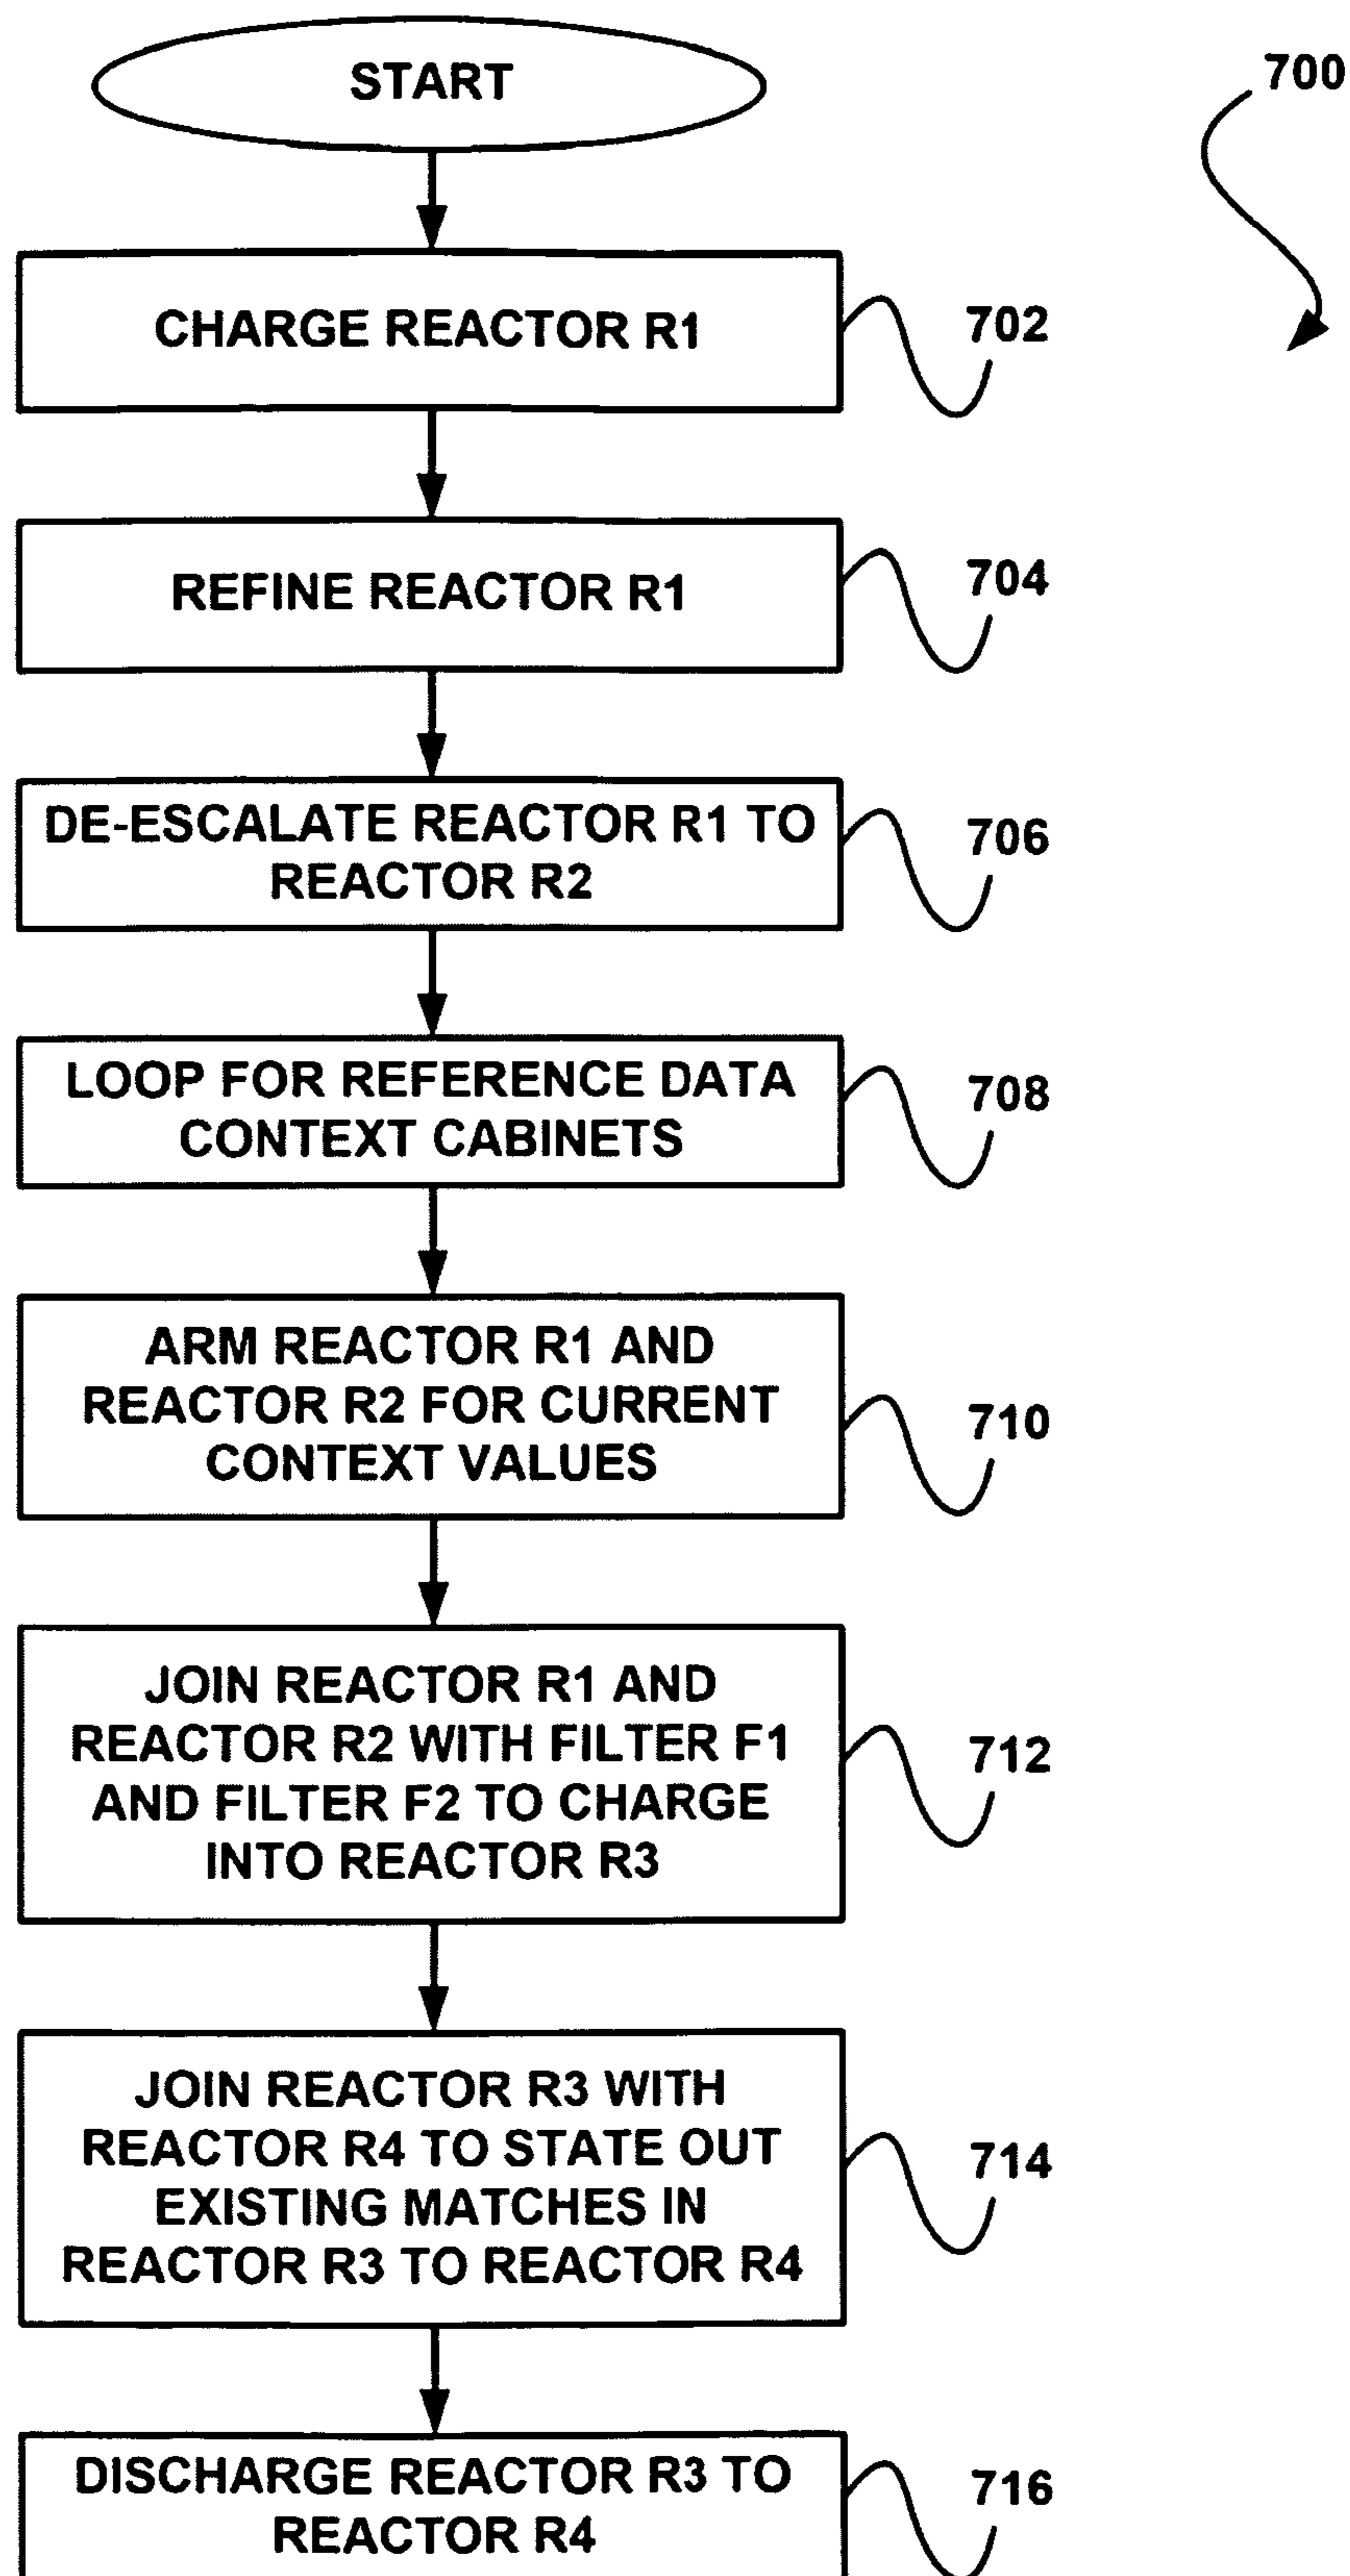 START
700
CHARGE REACTOR R1
702
REFINE REACTOR R1
704
DE-ESCALATE REACTOR R1 TO
REACTOR R2
706
LOOP FOR REFERENCE DATA
CONTEXT CABINETS
708
ARM REACTOR R1 AND
REACTOR R2 FOR CURRENT
CONTEXT VALUES
710
JOIN REACTOR R1 AND
REACTOR R2 WITH FILTER F1
AND FILTER F2 TO CHARGE
INTO REACTOR R3
712
JOIN REACTOR R3 WITH
REACTOR R4 TO STATE OUT
EXISTING MATCHES IN
REACTOR R3 TO REACTOR R4
714
DISCHARGE REACTOR R3 TO
REACTOR R4
716